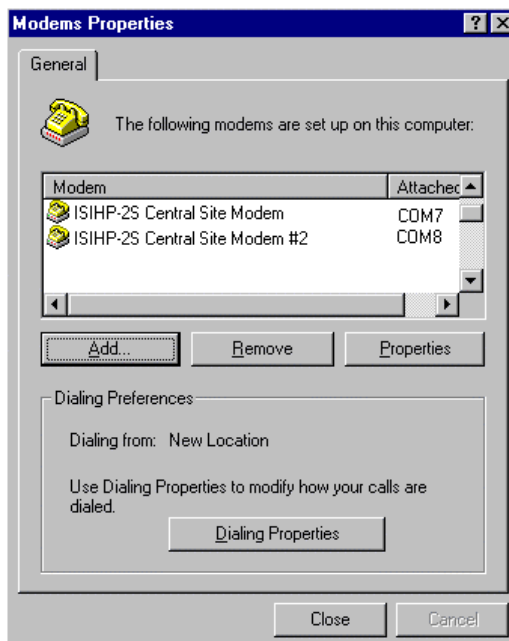 Modems Properties
General
The following modems are set up on this computer:
Modem Attached
ISIHP-2S Central Site Modem COM7
ISIHP-2S Central Site Modem #2 COM8
Add... Remove Properties
Dialing Preferences
Dialing from: New Location
Use Dialing Properties to modify how your calls are
dialed.
Dialing Properties
Close Cancel